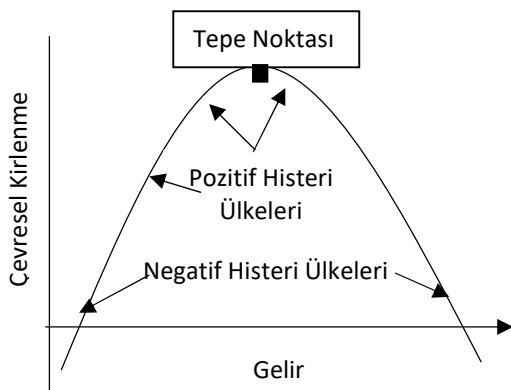 Tepe Noktası
Çevresel Kirlenme
Pozitif Histeri
Ülkeleri
Negatif Histeri Ülkeleri
Gelir